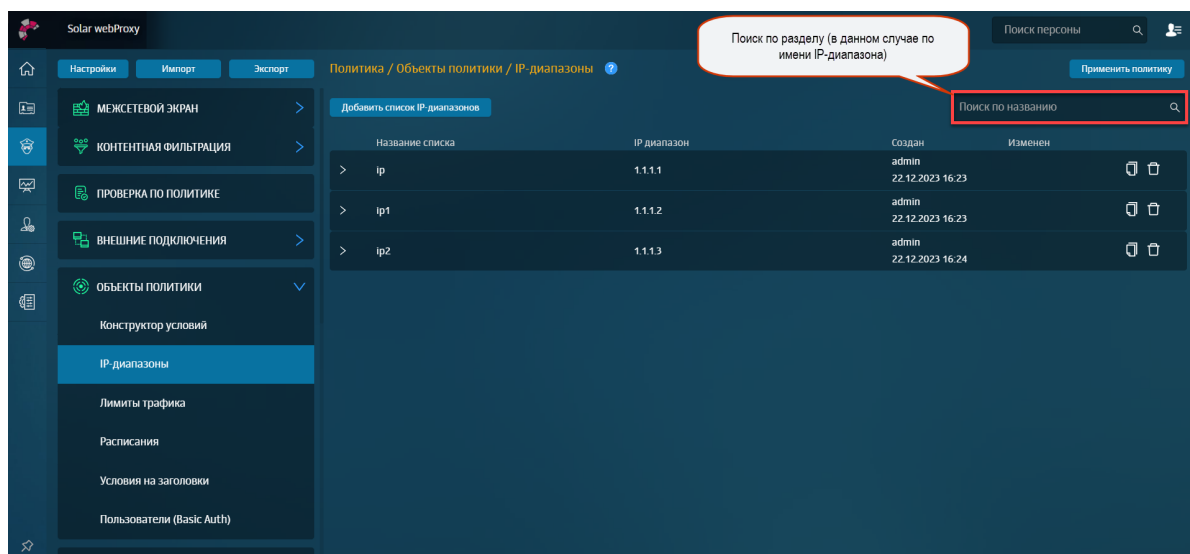 Solar webProxy
Поиск по разделу (в данном случае по
имени IP-диапазона)
Поиск персоны
Настройки
Импорт
Экспорт
Политика / Объекты политики / IP-диапазоны ?
Применить политику
МЕЖСЕТЕВОЙ ЭКРАН
КОНТЕНТНАЯ ФИЛЬТРАЦИЯ
ПРОВЕРКА ПО ПОЛИТИКЕ
ВНЕШНИЕ ПОДКЛЮЧЕНИЯ
ОБЪЕКТЫ ПОЛИТИКИ
Конструктор условий
IP-диапазоны
Лимиты трафика
Расписания
Условия на заголовки
Пользователи (Basic Auth)
Добавить список IP-диапазонов
Поиск по названию
Название списка IP диапазон Создан Изменен
ip 1.1.1.1 admin
22.12.2023 16:23
ip1 1.1.1.2 admin
22.12.2023 16:23
ip2 1.1.1.3 admin
22.12.2023 16:24